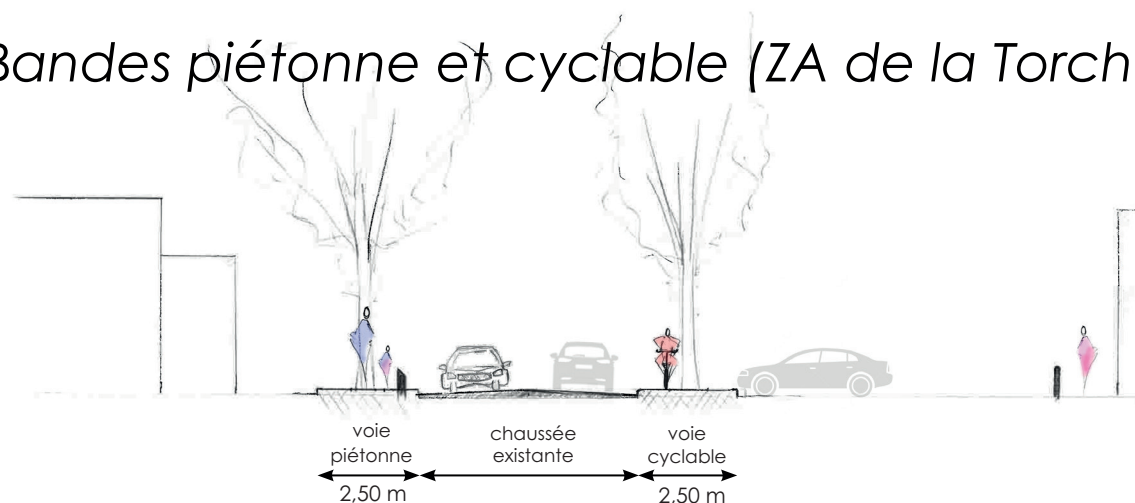 Bandes piétonne et cyclable (ZA de la Torch
voie
piétonne
chaussée
existante
voie
cyclable
2,50 m
2,50 m